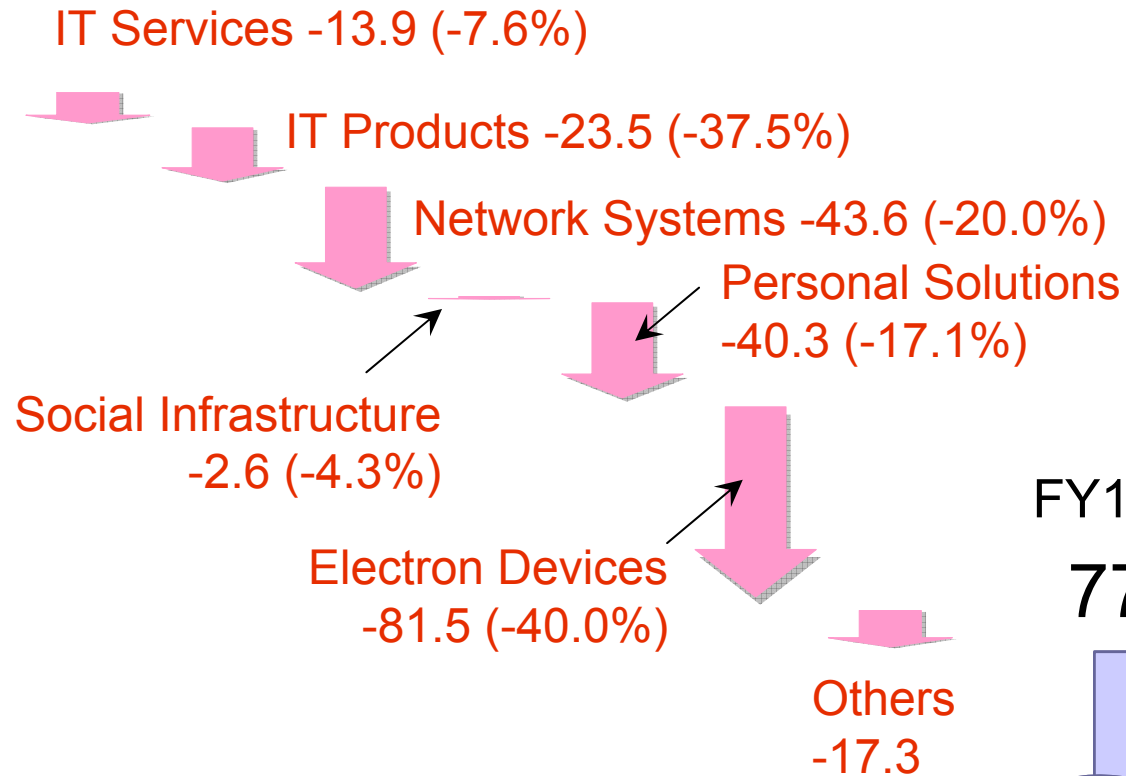 IT Services -13.9 (-7.6%)
IT Products -23.5 (-37.5%)
Network Systems -43.6 (-20.0%)
Personal Solutions
-40.3 (-17.1%)
Social Infrastructure
-2.6 (-4.3%)
Electron Devices
-81.5 (-40.0%)
Others
-17.3